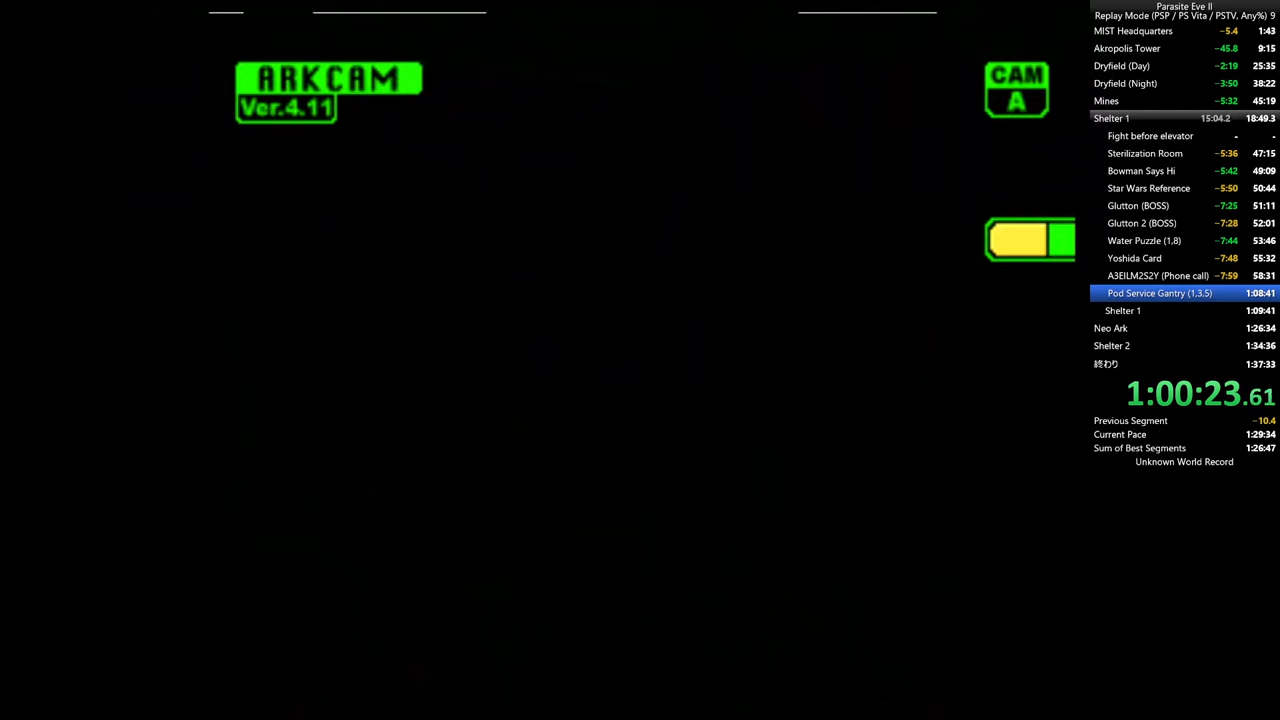 Parasite Eve II
Replay Mode (PSP / PS Vita / PSTV, Any%) 9
MIST Headquarters -5.4 1:43
Akropolis Tower -45.8 9:15
Dryfield (Day) -2:19 25:35
Dryfield (Night) -3:50 38:22
Mines -5:32 45:19
Shelter 1 15:04.2 18:49.3
Fight before elevator - -
Sterilization Room -5:36 47:15
Bowman Says Hi -5:42 49:09
Star Wars Reference -5:50 50:44
Glutton (BOSS) -7:25 51:11
Glutton 2 (BOSS) -7:28 52:01
Water Puzzle (1,8) -7:44 53:46
Yoshida Card -7:48 55:32
A3EILM2S2Y (Phone call) -7:59 58:31
Pod Service Gantry (1,3,5) 1:08:41
Shelter 1 1:09:41
Neo Ark 1:26:34
Shelter 2 1:34:36
終わり 1:37:33
1:00:23.61
Previous Segment -10.4
Current Pace 1:29:34
Sum of Best Segments 1:26:47
Unknown World Record
ARKCAM
Ver.4.11
CAM
A